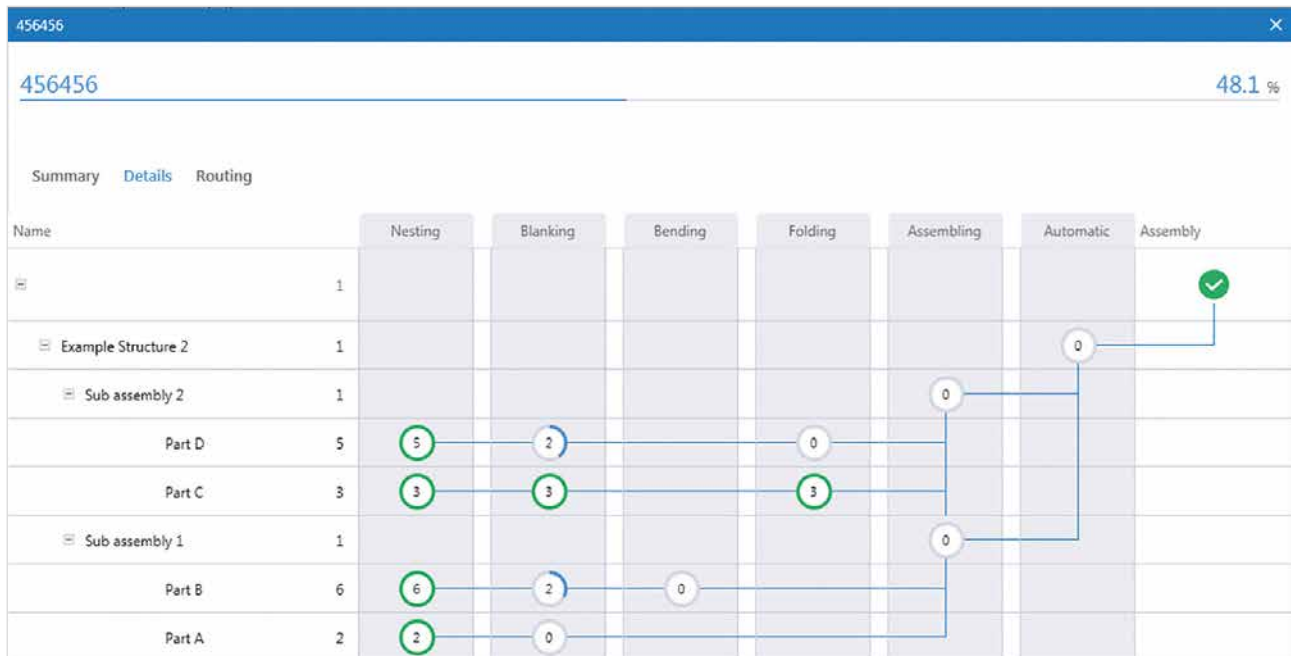 456456
456456 48.1 %
Summary Details Routing
Name Nesting Blanking Bending Folding Assembling Automatic Assembly
1
Example Structure 2 1 0
Sub assembly 2 1 0
Part D 5 5 2 0
Part C 3 3 3 3
Sub assembly 1 1 0
Part B 6 6 2 0
Part A 2 2 0